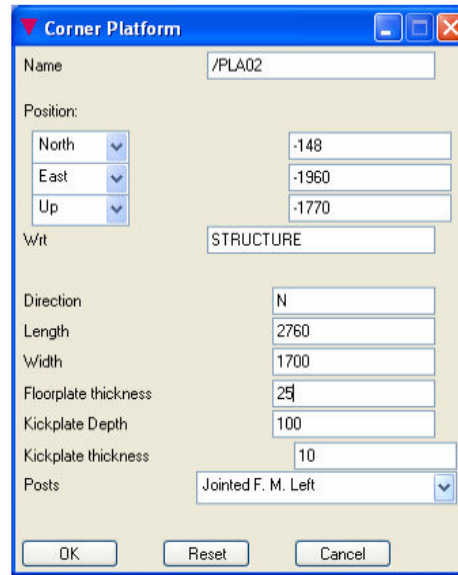 Corner Platform
Name /PLA02
Position:
North -148
East -1960
Up -1770
Wrt STRUCTURE
Direction N
Length 2760
Width 1700
Floorplate thickness 25
Kickplate Depth 100
Kickplate thickness 10
Posts Jointed F. M. Left
OK Reset Cancel